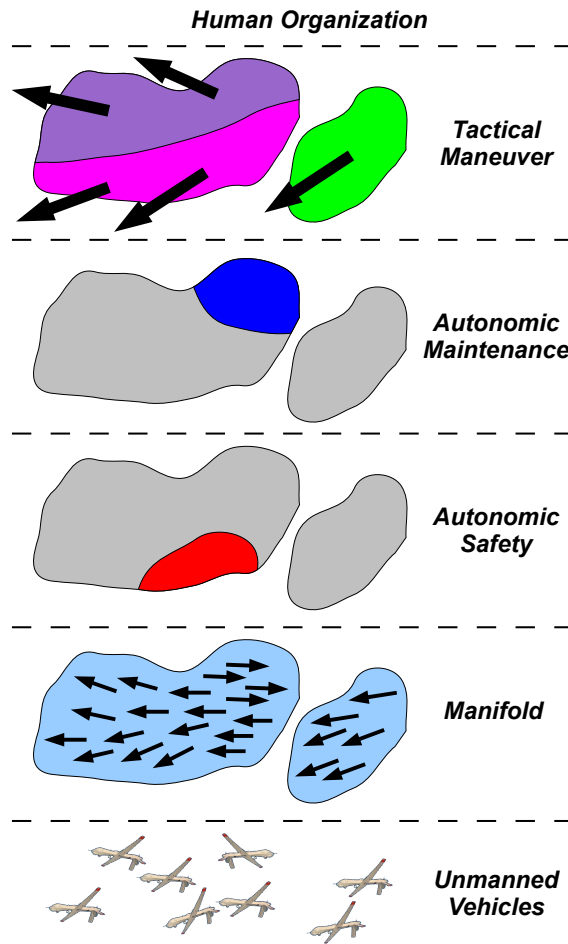 Human Organization
Tactical
Maneuver
Autonomic
Maintenance
Autonomic
Safety
Manifold
Unmanned
Vehicles